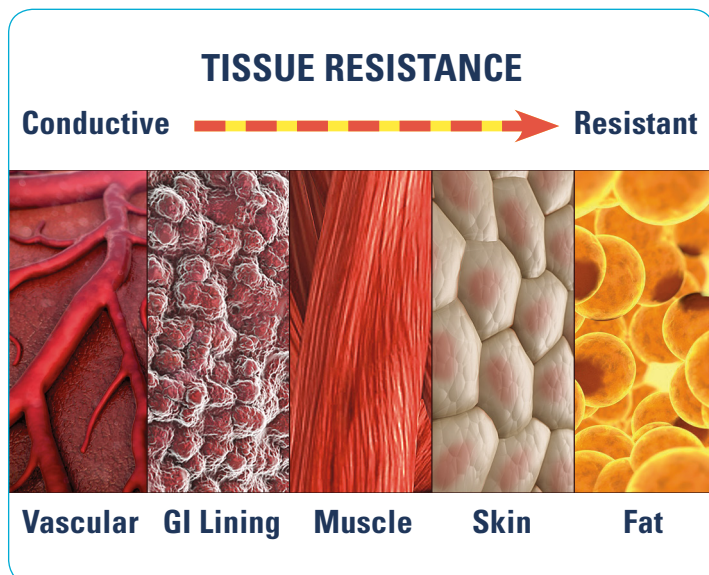 TISSUE RESISTANCE
Conductive Resistant
Vascular GI Lining Muscle Skin Fat